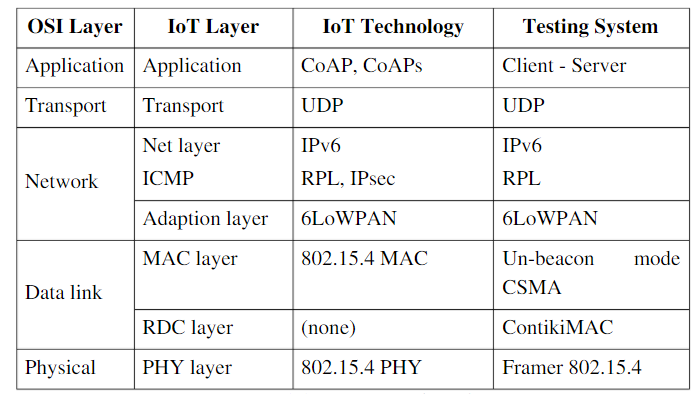 OSI Layer IoT Layer IoT Technology Testing System
Application Application CoAP, CoAPs Client - Server
Transport Transport UDP UDP
Network
Net layer IPv6 IPv6
ICMP RPL, IPsec RPL
Adaption layer 6LoWPAN 6LoWPAN
Data link
MAC layer 802.15.4 MAC Un-beacon mode
CSMA
RDC layer (none) ContikiMAC
Physical PHY layer 802.15.4 PHY Framer 802.15.4